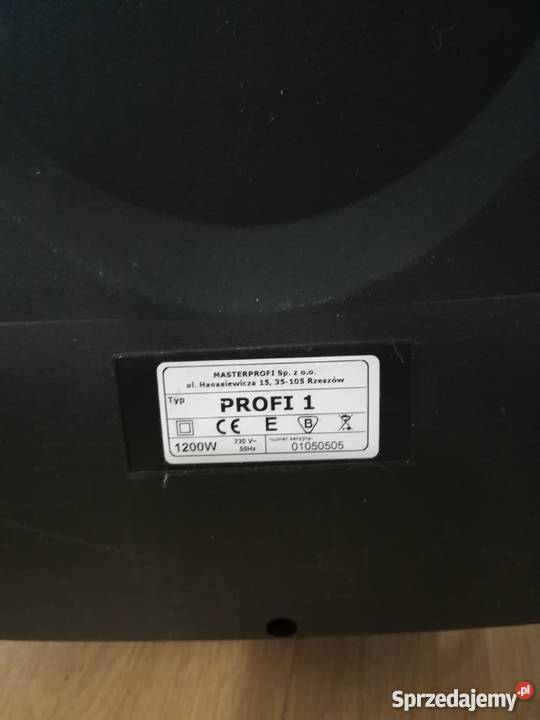 MASTERPROFI Sp. z o.o.
ul. Hanasiewicza 15, 35-105 Rzeszów
Typ PROFI 1
CE E B
1200W 230 V~ 50Hz numer seryjny: 01050505
Sprzedajemy.pl